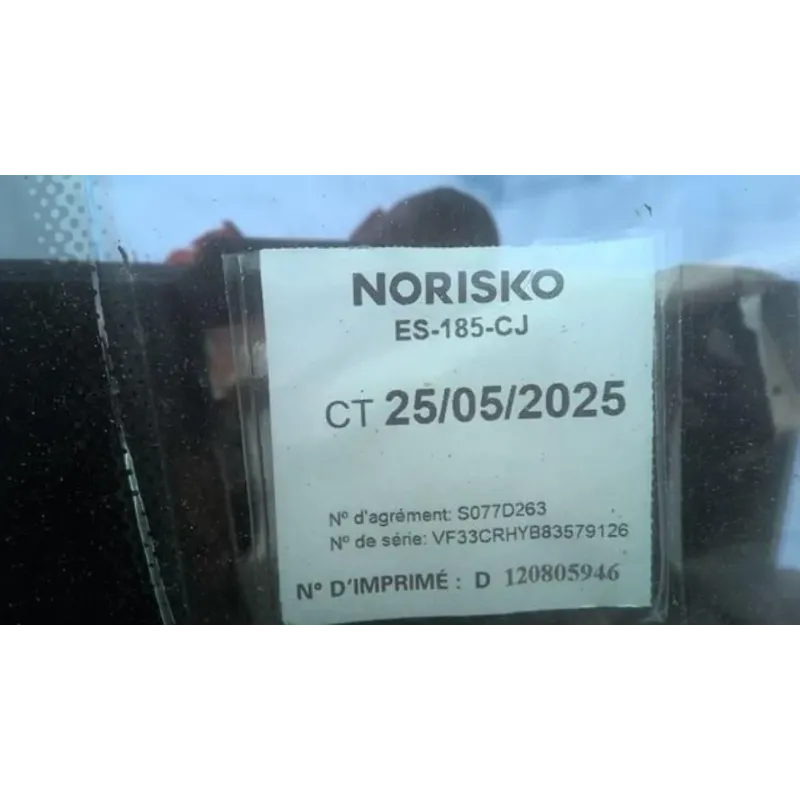 NORISKO
ES-185-CJ
CT 25/05/2025
N° d'agrément: S077D263
N° de série: VF33CRHYB83579126
N° D'IMPRIMÉ : D 120805946